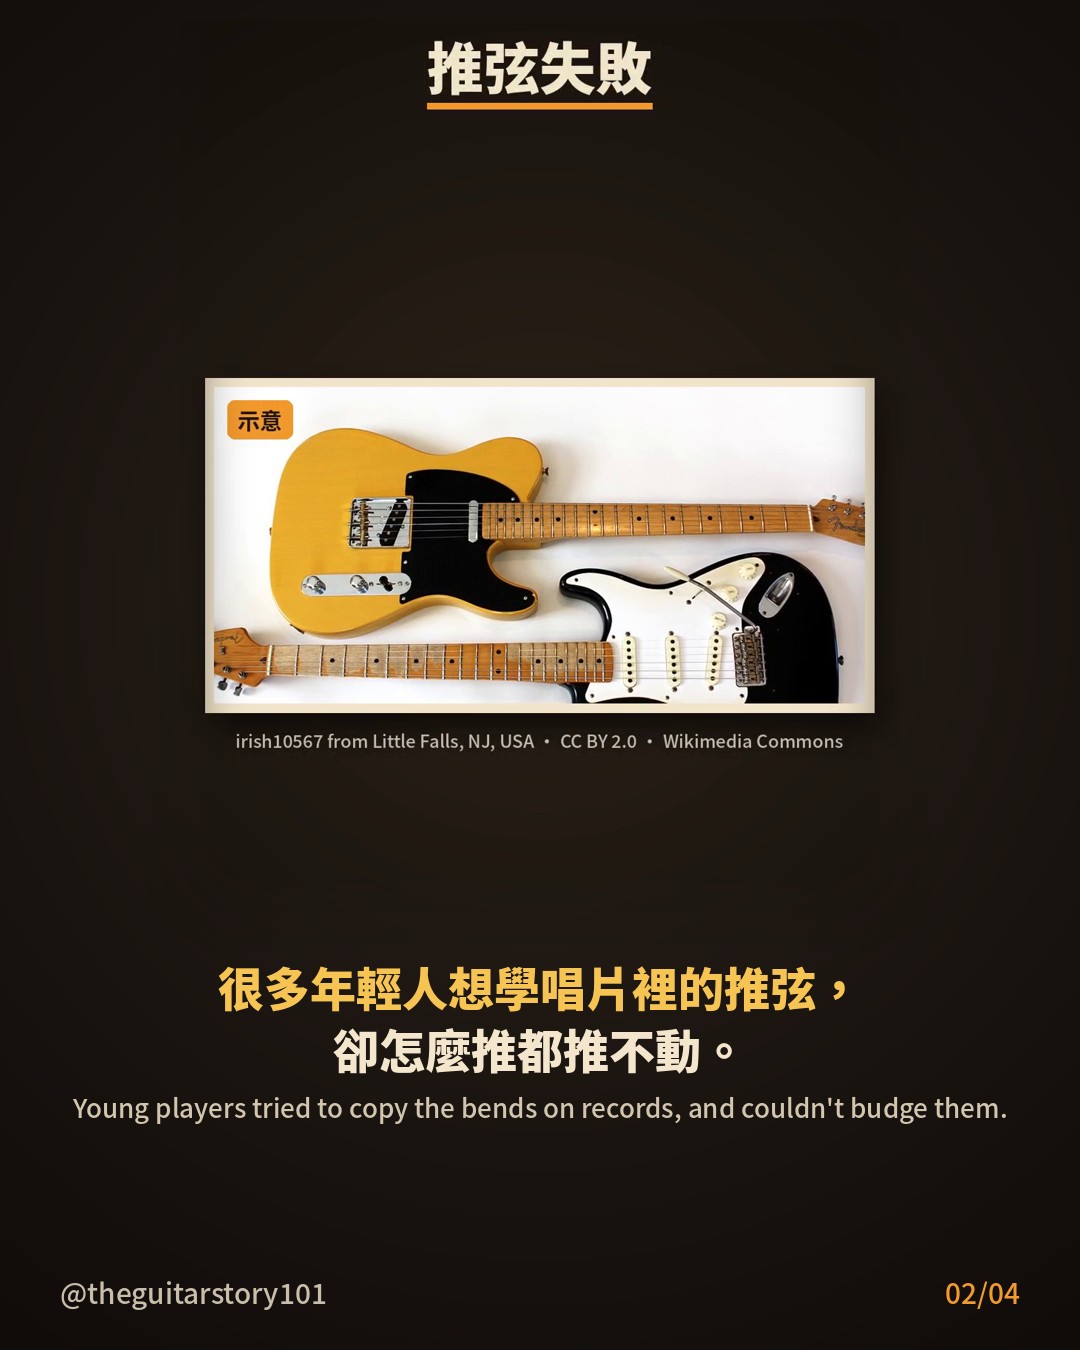 推弦失敗
示意
irish10567 from Little Falls, NJ, USA • CC BY 2.0 • Wikimedia Commons
很多年輕人想學唱片裡的推弦，
卻怎麼推都推不動。
Young players tried to copy the bends on records, and couldn't budge them.
@theguitarstory101
02/04